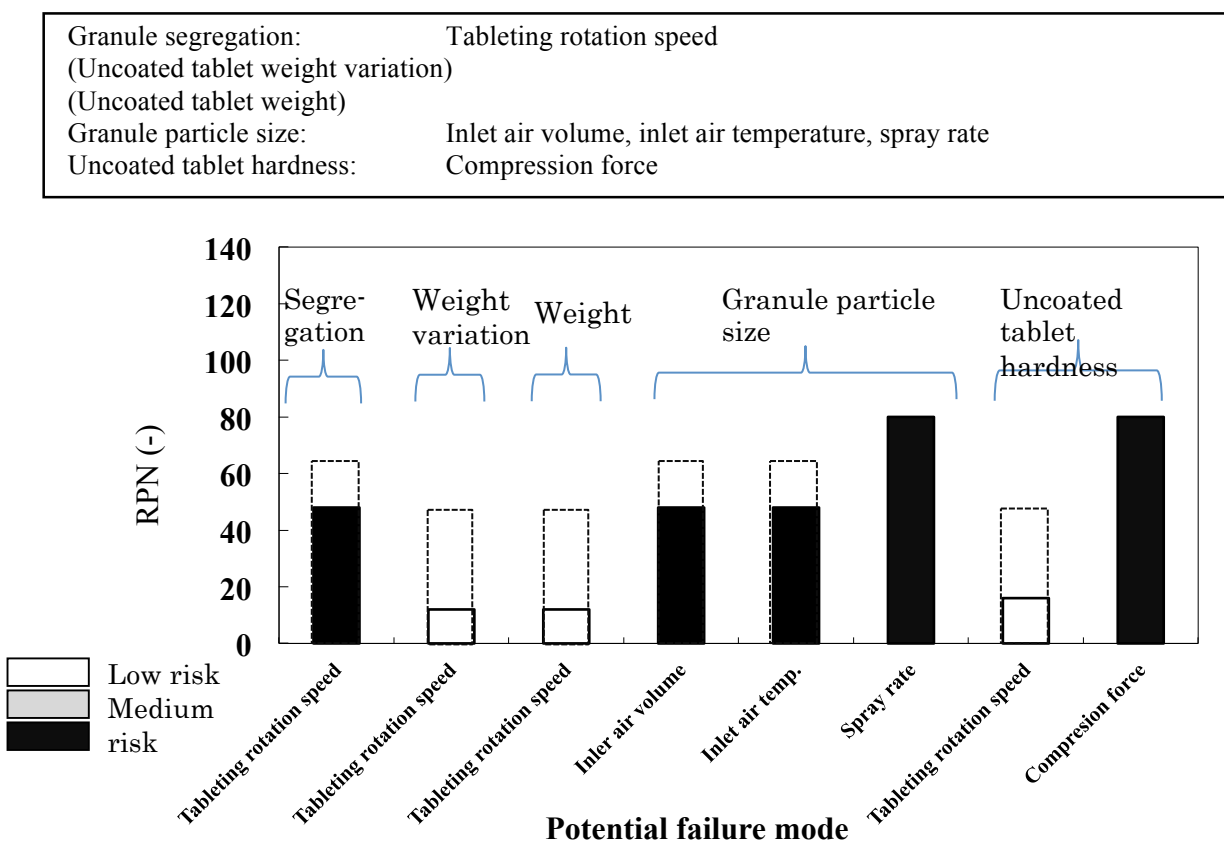 Granule segregation: Tableting rotation speed
(Uncoated tablet weight variation)
(Uncoated tablet weight)
Granule particle size: Inlet air volume, inlet air temperature, spray rate
Uncoated tablet hardness: Compression force
140
120
100
80
60
40
20
0
RPN (-)
Segre-
gation
Weight
variation
Weight
Granule particle
size
Uncoated
tablet
hardness
Low risk
Medium
risk
Tableting rotation speed
Tableting rotation speed
Tableting rotation speed
Inler air volume
Inlet air temp.
Spray rate
Tableting rotation speed
Compresion force
Potential failure mode